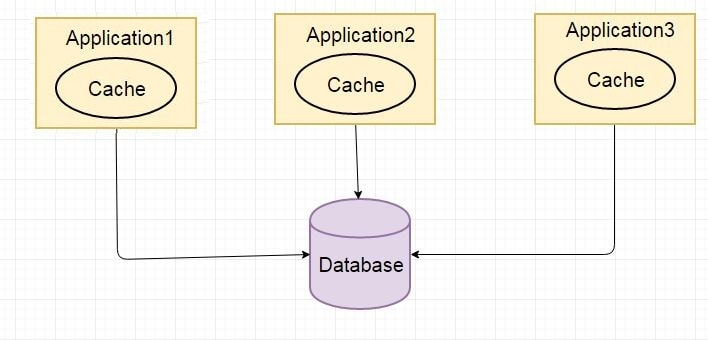 Application1
Cache
Application2
Cache
Application3
Cache
Database